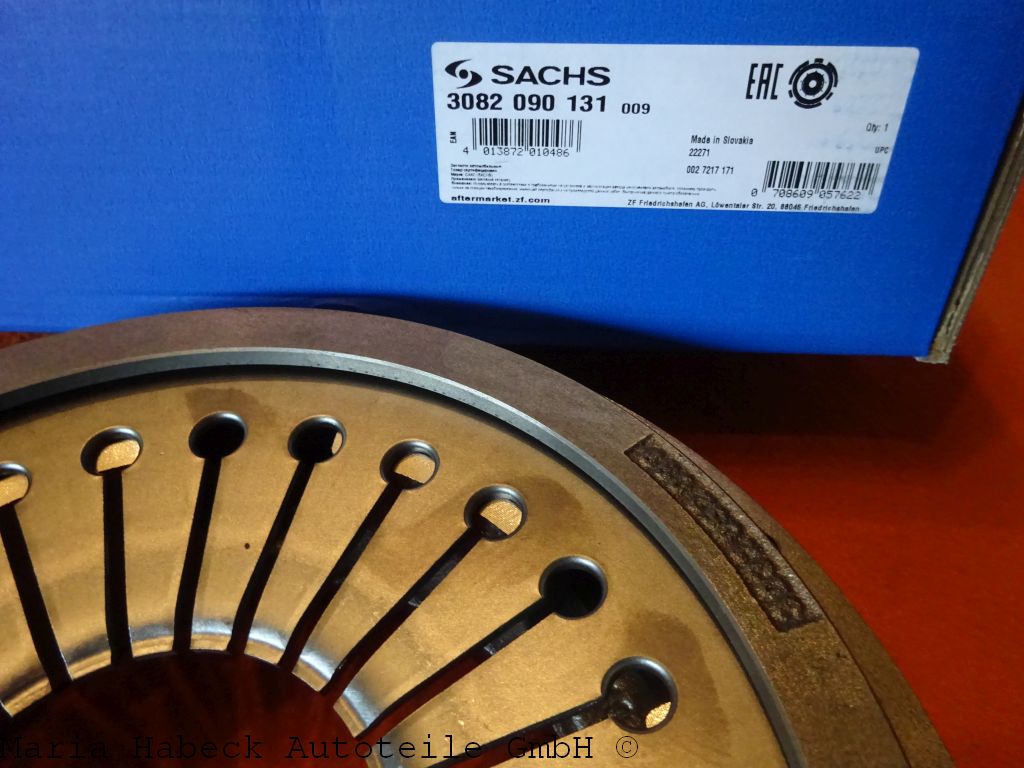 SACHS
3082 090 131 009
EAC
EAN
4 013872 010486
Made in Slovakia
22271
002 7217 171
Qty: 1
UPC
0 708609 057622
aftermarket.zf.com
ZF Friedrichshafen AG, Löwentaler Str. 20, 88046 Friedrichshafen
Maria Habeck Autoteile GmbH ©